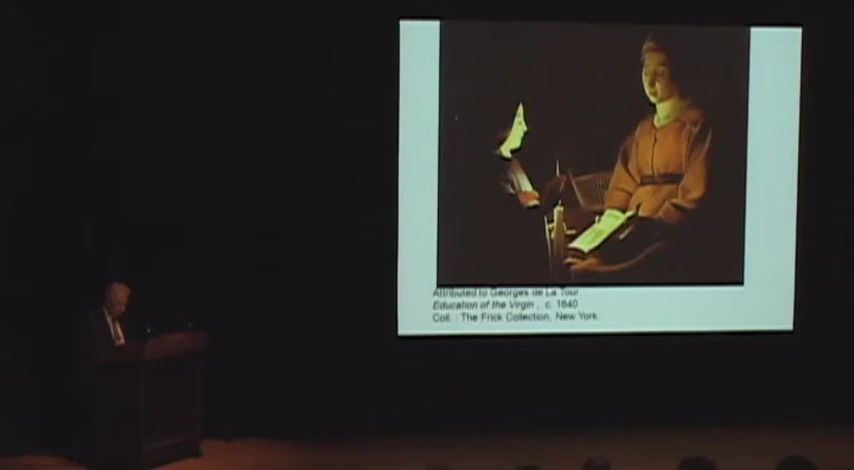 Attributed to Georges de La Tour
Education of the Virgin , c. 1640
Coll. : The Frick Collection, New York.